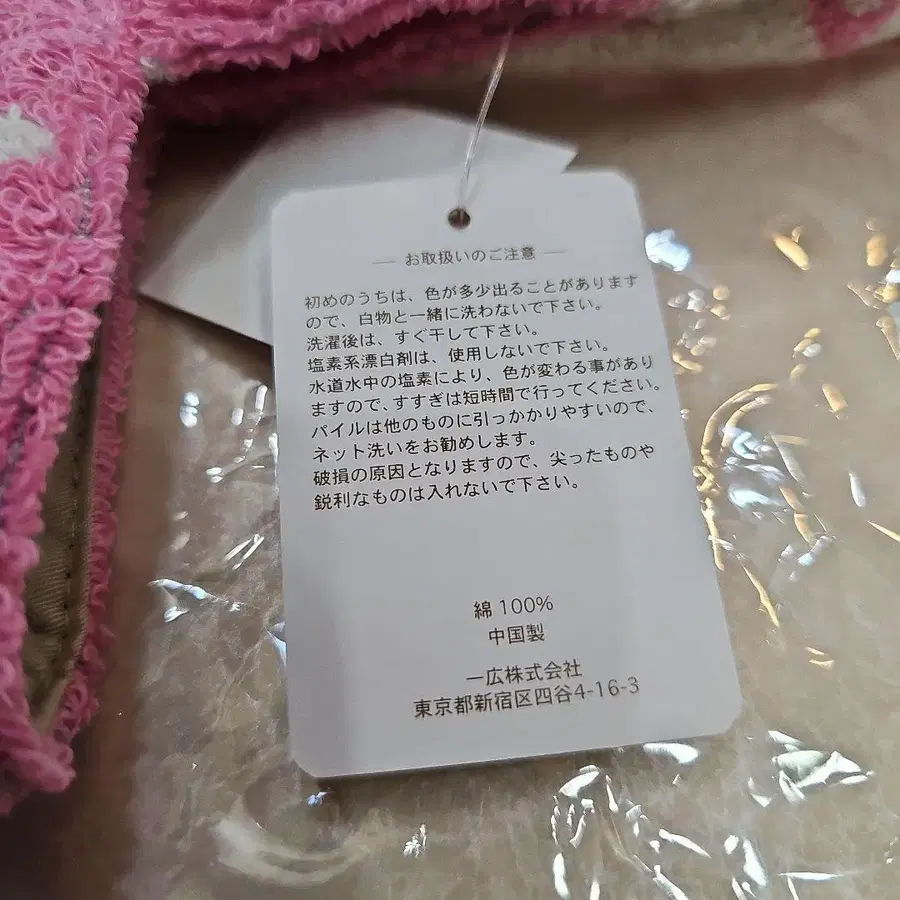 お取扱いのご注意
初めのうちは、色が多少出ることがあります
ので、白物と一緒に洗わないで下さい。
洗濯後は、すぐ干して下さい。
塩素系漂白剤は、使用しないで下さい。
水道水中の塩素により、色が変わる事があり
ますので、すすぎは短時間で行ってください。
パイルは他のものに引っかかりやすいので、
ネット洗いをお勧めします。
破損の原因となりますので、尖ったものや
鋭利なものは入れないで下さい。
綿 100%
中国製
一広株式会社
東京都新宿区四谷4-16-3